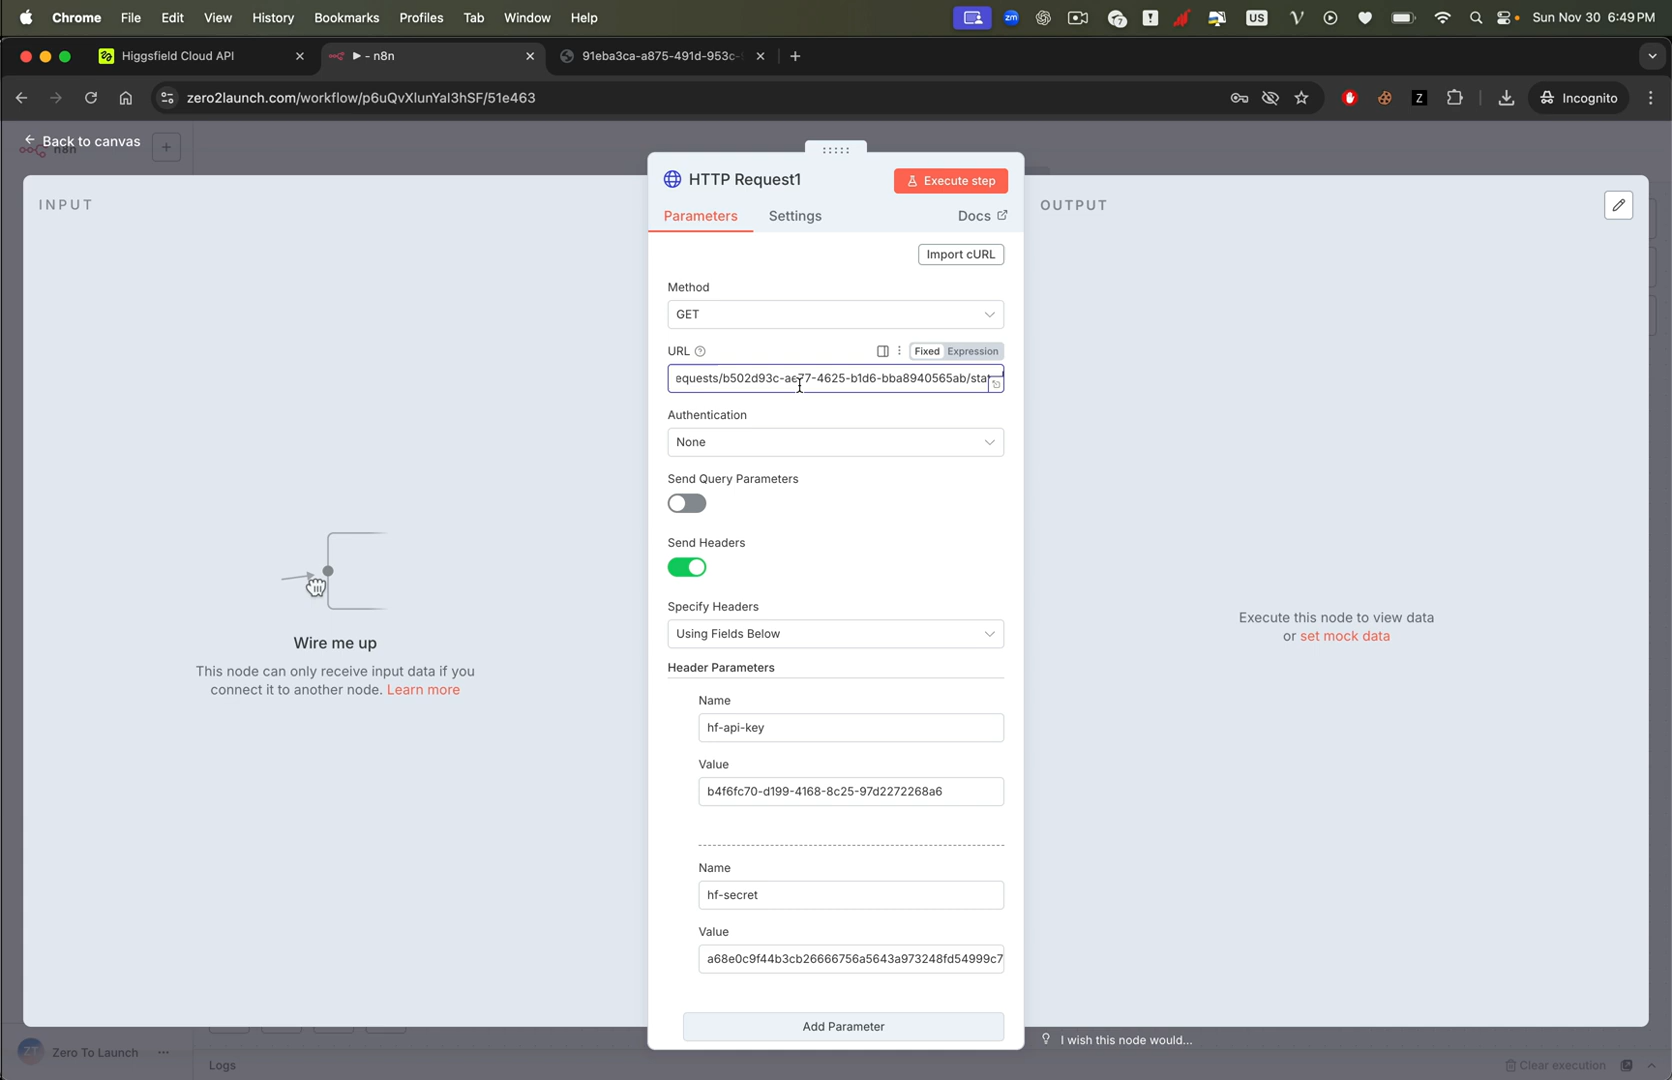 Chrome File Edit View History Bookmarks Profiles Tab Window Help zm 7 US Sun Nov 30 6:49 PM
Higgsfield Cloud API - n8n 91eba3ca-a875-491d-953c-
zero2launch.com/workflow/p6uQvXlunYal3hSF/51e463 Z Incognito
Back to canvas
n8n
INPUT
HTTP Request1 Execute step
OUTPUT
Parameters Settings Docs
Import cURL
Method
GET
URL Fixed Expression
equests/b502d93c-ae77-4625-b1d6-bba8940565ab/stat
Authentication
None
Send Query Parameters
Send Headers
Specify Headers
Using Fields Below
Header Parameters
Name
hf-api-key
Value
b4f6fc70-d199-4168-8c25-97d2272268a6
Name
hf-secret
Value
a68e0c9f44b3cb26666756a5643a973248fd54999c7
Add Parameter
Wire me up
This node can only receive input data if you
connect it to another node. Learn more
Execute this node to view data
or set mock data
I wish this node would...
ZT Zero To Launch
Logs
Clear execution